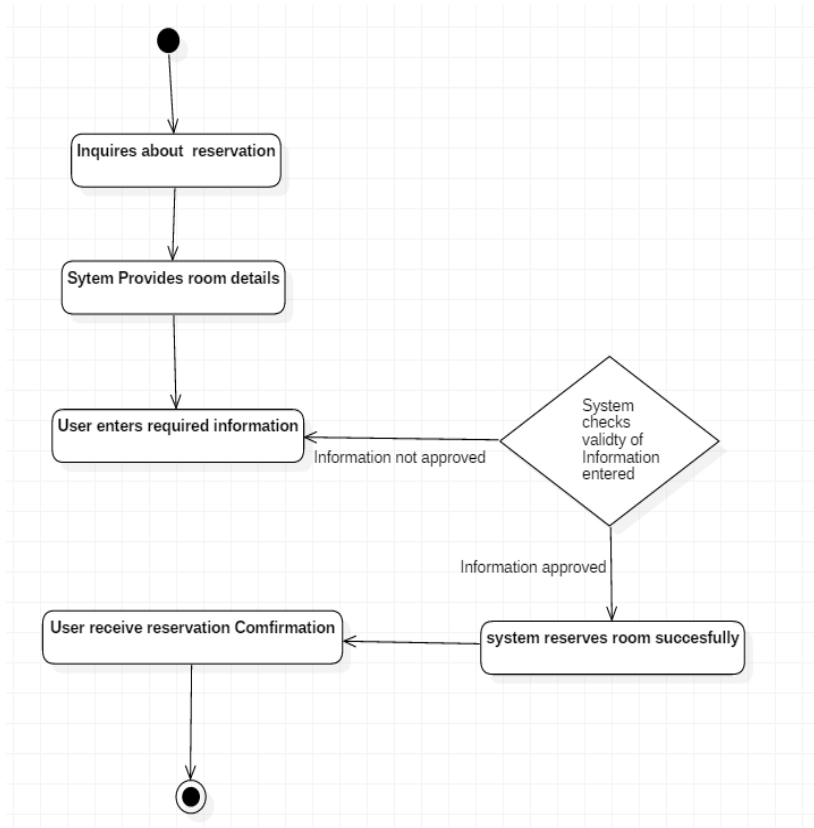 Inquires about  reservation
Sytem Provides room details
User enters required information
System
checks
validty of
Information
entered
Information not approved
Information approved
User receive reservation Comfirmation
system reserves room succesfully